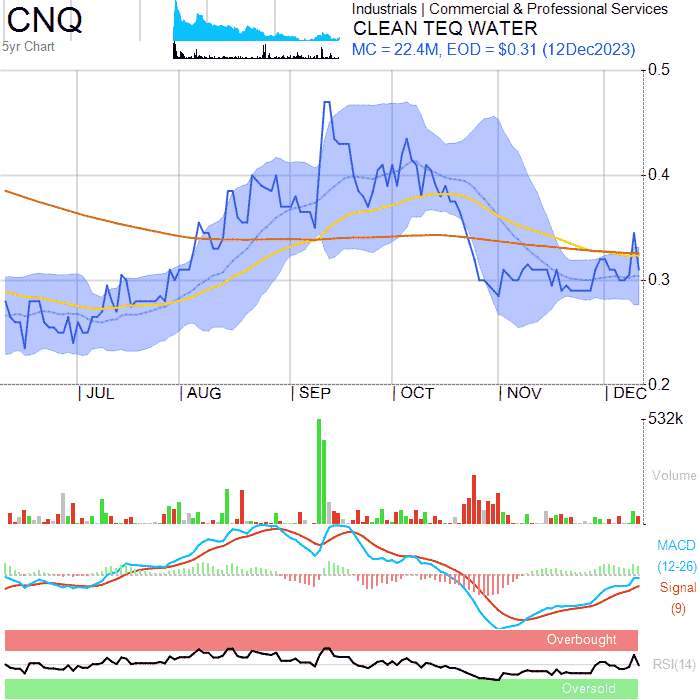 CNQ
5yr Chart
Industrials | Commercial & Professional Services
CLEAN TEQ WATER
MC = 22.4M, EOD = $0.31 (12Dec2023)
0.5
0.4
0.3
0.2
JUL
AUG
SEP
OCT
NOV
DEC
532k
Volume
MACD
(12-26)
Signal
(9)
Overbought
RSI(14)
Oversold